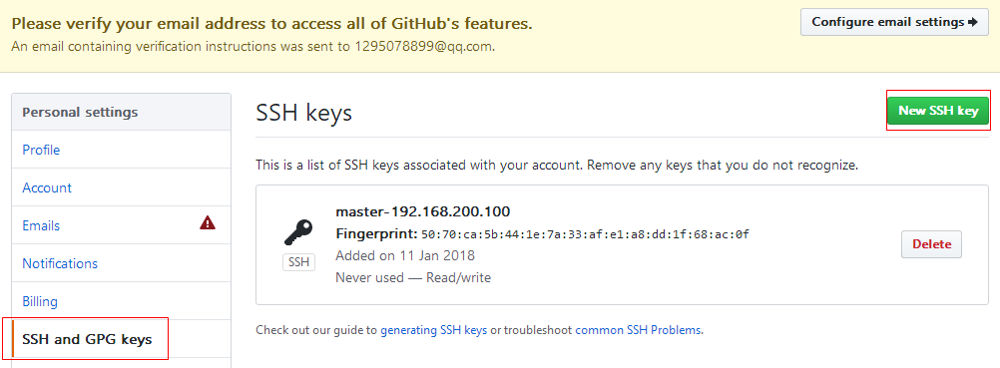 Please verify your email address to access all of GitHub's features.
An email containing verification instructions was sent to 1295078899@qq.com.
Configure email settings
Personal settings
Profile
Account
Emails
Notifications
Billing
SSH and GPG keys
SSH keys
New SSH key
This is a list of SSH keys associated with your account. Remove any keys that you do not recognize.
SSH
master-192.168.200.100
Fingerprint: 50:70:ca:5b:44:1e:7a:33:af:e1:a8:dd:1f:68:ac:0f
Added on 11 Jan 2018
Never used — Read/write
Delete
Check out our guide to generating SSH keys or troubleshoot common SSH Problems.